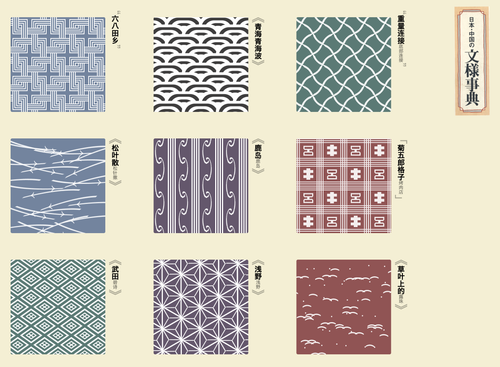 日本・中国の
文様事典
六八田乡
青海青海波
重量连接
松叶散
鹿岛
菊五郎格子
武田
浅野
草叶上的